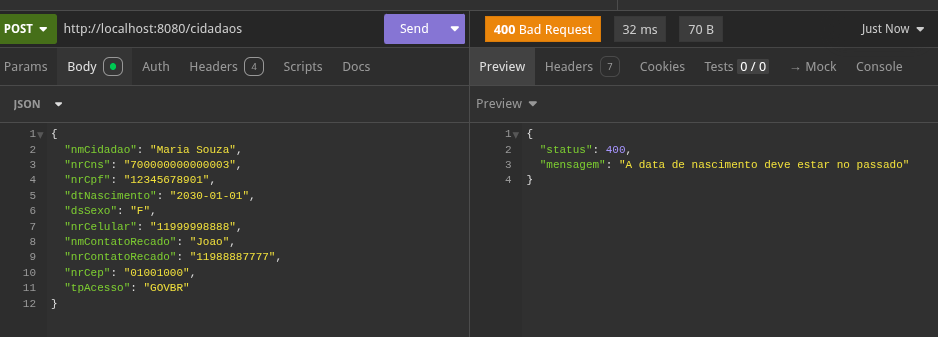 POST http://localhost:8080/cidadaos Send
400 Bad Request 32 ms 70 B Just Now
Params Body Auth Headers 4 Scripts Docs
Preview Headers 7 Cookies Tests 0 / 0 → Mock Console
JSON
Preview
1 {
2 "nmCidadao": "Maria Souza",
3 "nrCns": "700000000000003",
4 "nrCpf": "12345678901",
5 "dtNascimento": "2030-01-01",
6 "dsSexo": "F",
7 "nrCelular": "11999998888",
8 "nmContatoRecado": "Joao",
9 "nrContatoRecado": "11988887777",
10 "nrCep": "01001000",
11 "tpAcesso": "GOVBR"
12 }
1 {
2 "status": 400,
3 "mensagem": "A data de nascimento deve estar no passado"
4 }